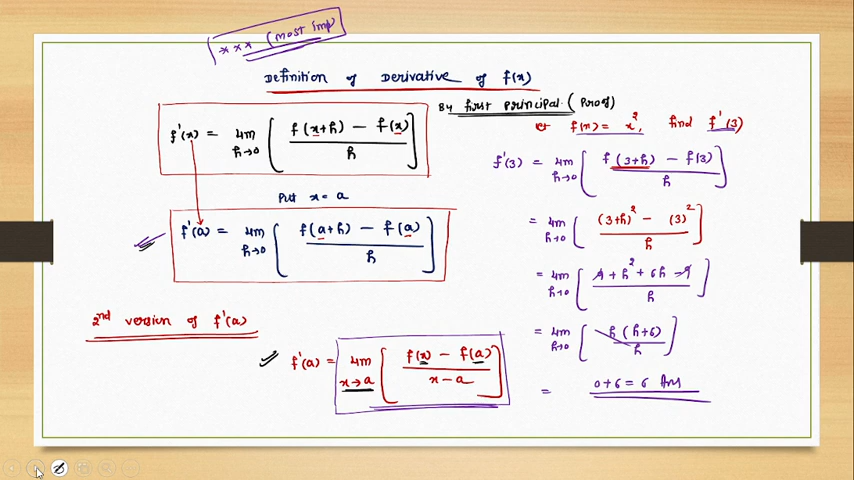 *** (most imp)
Definition of Derivative of f(x)
f'(x) = lim h→0 [ f(x+h) − f(x) / h ]
Put x = a
f'(a) = lim h→0 [ f(a+h) − f(a) / h ]
2nd version of f'(a)
f'(a) = lim x→a [ f(x) − f(a) / x − a ]
By first principal (Proof)
let f(x) = x², find f'(3)
f'(3) = lim h→0 [ f(3+h) − f(3) / h ]
= lim h→0 [ (3+h)² − (3)² / h ]
= lim h→0 [ 9 + h² + 6h − 9 / h ]
= lim h→0 [ h(h+6) / h ]
= 0+6 = 6 Ans